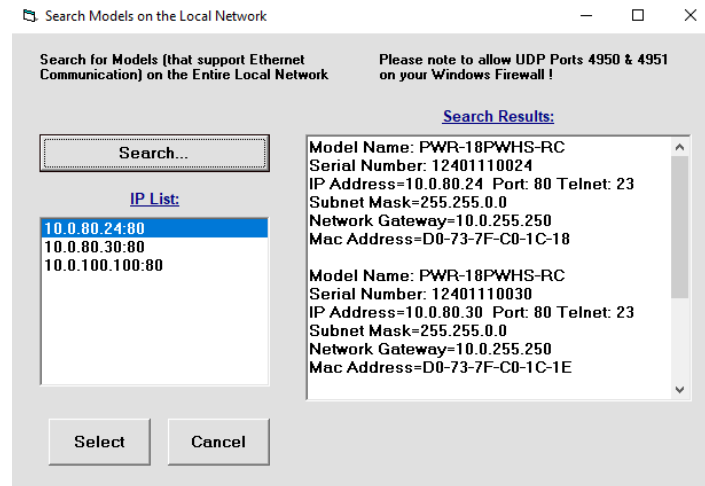 Search Models on the Local Network
Search for Models (that support Ethernet
Communication) on the Entire Local Network
Please note to allow UDP Ports 4950 & 4951
on your Windows Firewall !
Search...
IP List:
10.0.80.24:80
10.0.80.30:80
10.0.100.100:80
Search Results:
Model Name: PWR-18PWHS-RC
Serial Number: 12401110024
IP Address=10.0.80.24 Port: 80 Telnet: 23
Subnet Mask=255.255.0.0
Network Gateway=10.0.255.250
Mac Address=D0-73-7F-C0-1C-18
Model Name: PWR-18PWHS-RC
Serial Number: 12401110030
IP Address=10.0.80.30 Port: 80 Telnet: 23
Subnet Mask=255.255.0.0
Network Gateway=10.0.255.250
Mac Address=D0-73-7F-C0-1C-1E
Select
Cancel